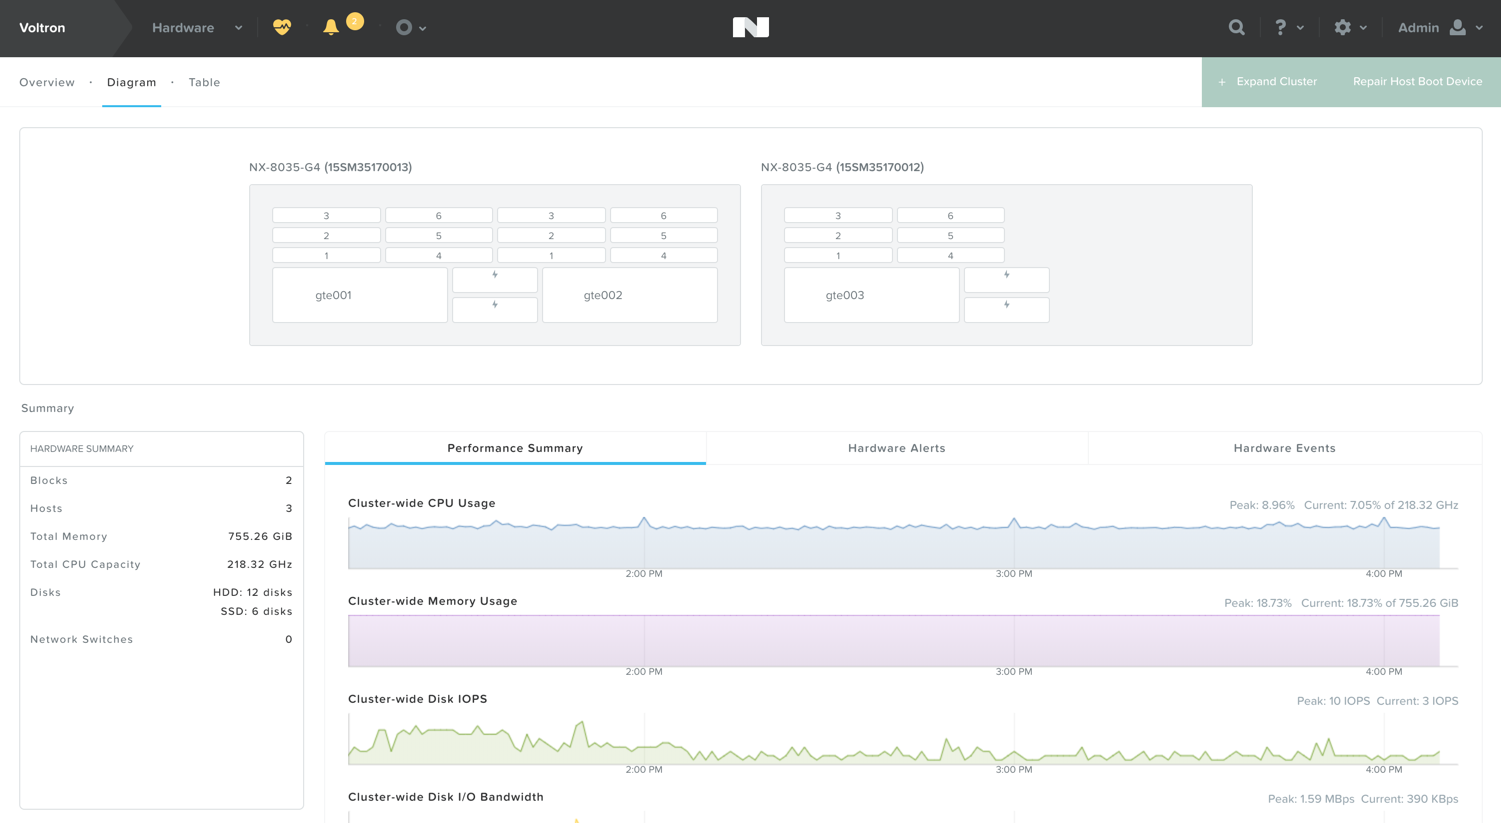 Voltron
Hardware
2
?
Admin
Overview · Diagram · Table
+ Expand Cluster
Repair Host Boot Device
NX-8035-G4 (15SM35170013)
3 6 3 6
2 5 2 5
1 4 1 4
gte001
gte002
NX-8035-G4 (15SM35170012)
3 6
2 5
1 4
gte003
Summary
HARDWARE SUMMARY
Blocks 2
Hosts 3
Total Memory 755.26 GiB
Total CPU Capacity 218.32 GHz
Disks HDD: 12 disks
SSD: 6 disks
Network Switches 0
Performance Summary
Hardware Alerts
Hardware Events
Cluster-wide CPU Usage
Peak: 8.96% Current: 7.05% of 218.32 GHz
2:00 PM 3:00 PM 4:00 PM
Cluster-wide Memory Usage
Peak: 18.73% Current: 18.73% of 755.26 GiB
2:00 PM 3:00 PM 4:00 PM
Cluster-wide Disk IOPS
Peak: 10 IOPS Current: 3 IOPS
2:00 PM 3:00 PM 4:00 PM
Cluster-wide Disk I/O Bandwidth
Peak: 1.59 MBps Current: 390 KBps